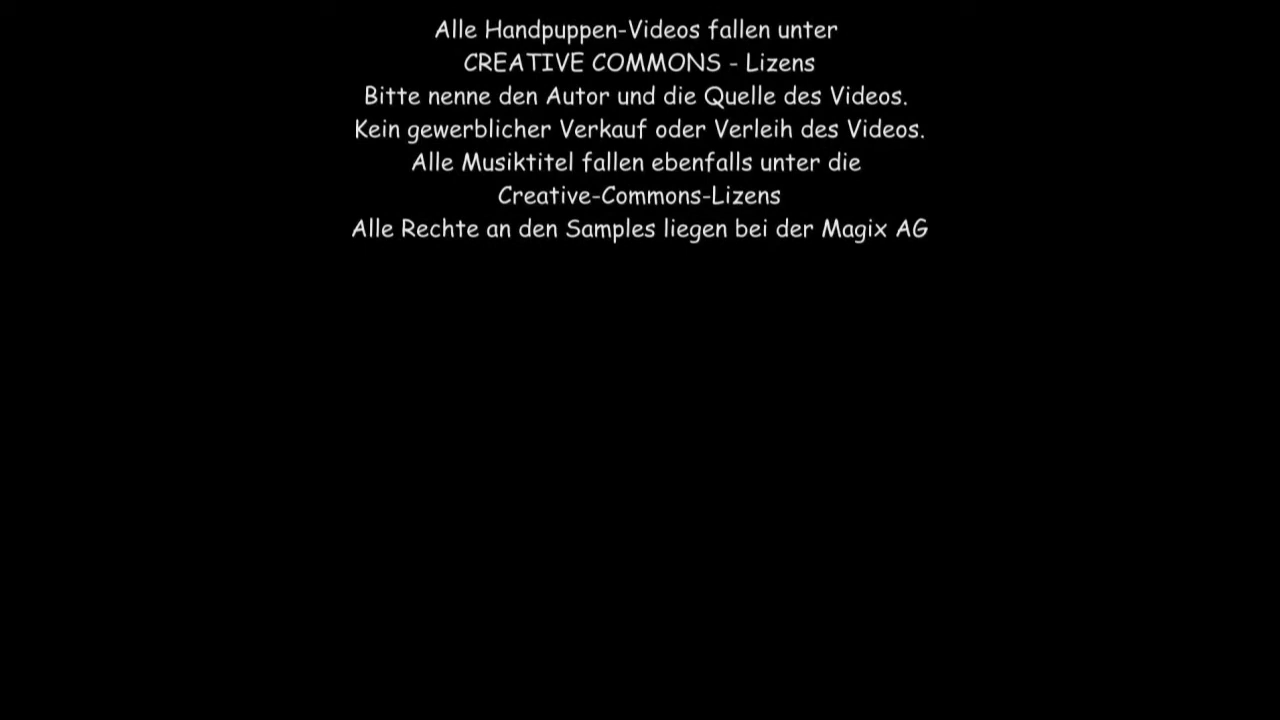 Alle Handpuppen-Videos fallen unter
CREATIVE COMMONS - Lizens
Bitte nenne den Autor und die Quelle des Videos.
Kein gewerblicher Verkauf oder Verleih des Videos.
Alle Musiktitel fallen ebenfalls unter die
Creative-Commons-Lizens
Alle Rechte an den Samples liegen bei der Magix AG